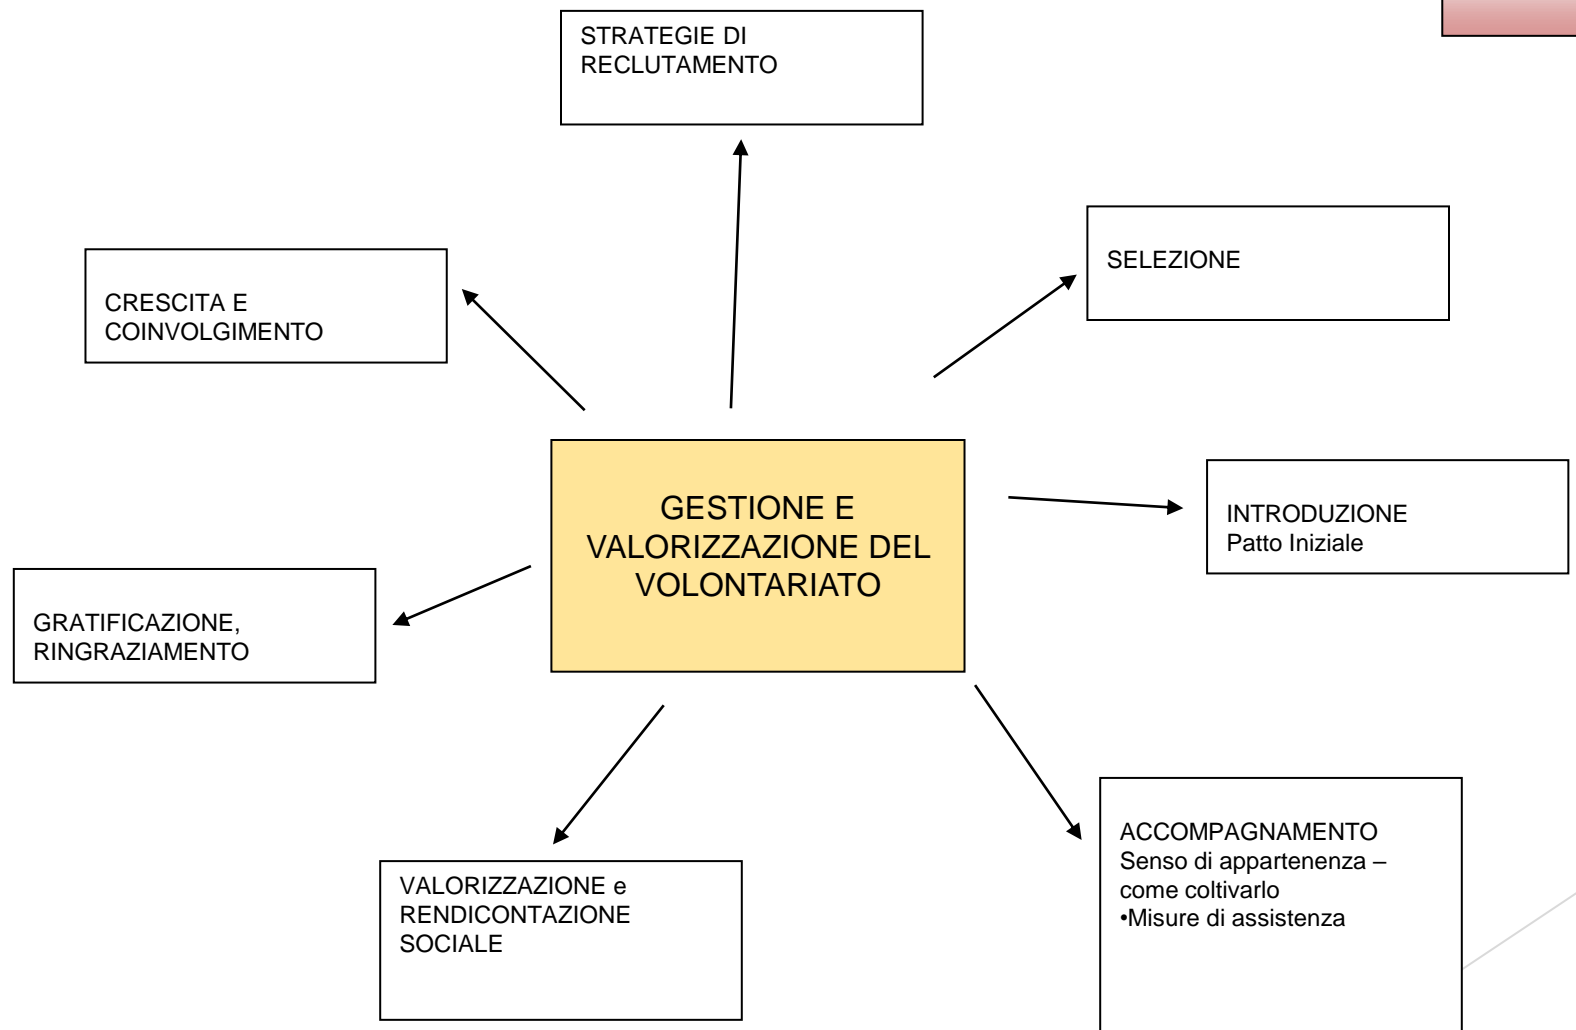 STRATEGIE DI
RECLUTAMENTO
SELEZIONE
CRESCITA E
COINVOLGIMENTO
GESTIONE E
VALORIZZAZIONE DEL
VOLONTARIATO
INTRODUZIONE
Patto Iniziale
GRATIFICAZIONE,
RINGRAZIAMENTO
ACCOMPAGNAMENTO
Senso di appartenenza –
come coltivarlo
•Misure di assistenza
VALORIZZAZIONE e
RENDICONTAZIONE
SOCIALE